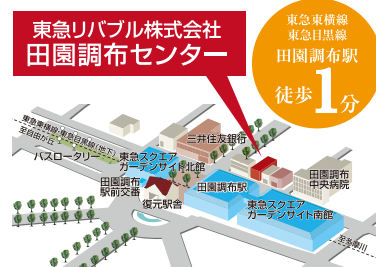 東急リバブル株式会社
田園調布センター
東急東横線
東急目黒線
田園調布駅
徒歩1分
三井住友銀行
東急東横線・東急目黒線(地下)
至自由が丘
バスロータリー
東急スクエア
ガーデンサイト北館
田園調布
駅前交番
復元駅舎
田園調布駅
田園調布
中央病院
東急スクエア
ガーデンサイト南館
至多摩川